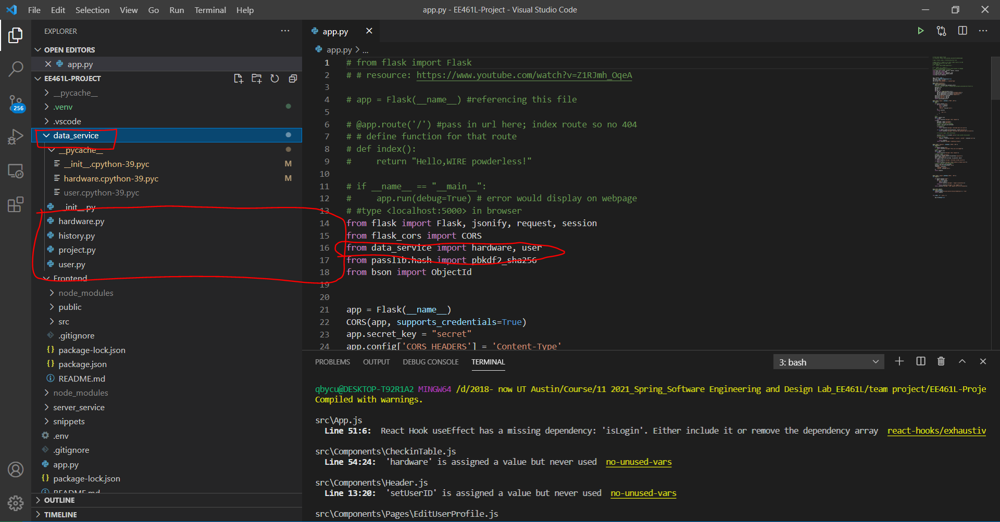 File Edit Selection View Go Run Terminal Help
app.py - EE461L-Project - Visual Studio Code
EXPLORER
OPEN EDITORS
app.py
EE461L-PROJECT
__pycache__
.venv
.vscode
data_service
__pycache__
__init__.cpython-39.pyc M
hardware.cpython-39.pyc M
user.cpython-39.pyc
__init__.py
hardware.py
history.py
project.py
user.py
Frontend
node_modules
public
src
.gitignore
package-lock.json
package.json
README.md
node_modules
server_service
snippets
.env
.gitignore
app.py
package-lock.json
README.md
OUTLINE
TIMELINE
256
app.py
app.py > ...
1 # from flask import Flask
2 # # resource: https://www.youtube.com/watch?v=Z1RJmh_OqeA
3
4 # app = Flask(__name__) #referencing this file
5
6 # @app.route('/') #pass in url here; index route so no 404
7 # # define function for that route
8 # def index():
9 #     return "Hello,WIRE powderless!"
10
11 # if __name__ == "__main__":
12 #     app.run(debug=True) # error would display on webpage
13 # #type <localhost:5000> in browser
14 from flask import Flask, jsonify, request, session
15 from flask_cors import CORS
16 from data_service import hardware, user
17 from passlib.hash import pbkdf2_sha256
18 from bson import ObjectId
19
20
21 app = Flask(__name__)
22 CORS(app, supports_credentials=True)
23 app.secret_key = "secret"
24 app.config['CORS HEADERS'] = 'Content-Type'
PROBLEMS OUTPUT DEBUG CONSOLE TERMINAL
3: bash
qbycu@DESKTOP-T92R1A2 MINGW64 /d/2018- now UT Austin/Course/11 2021_Spring_Software Engineering and Design Lab_EE461L/team project/EE461L-Proje
Compiled with warnings.
src\App.js
Line 51:6:  React Hook useEffect has a missing dependency: 'isLogin'. Either include it or remove the dependency array  react-hooks/exhaustiv
src\Components\CheckinTable.js
Line 54:24:  'hardware' is assigned a value but never used  no-unused-vars
src\Components\Header.js
Line 13:20:  'setUserID' is assigned a value but never used  no-unused-vars
src\Components\Pages\EditUserProfile.js